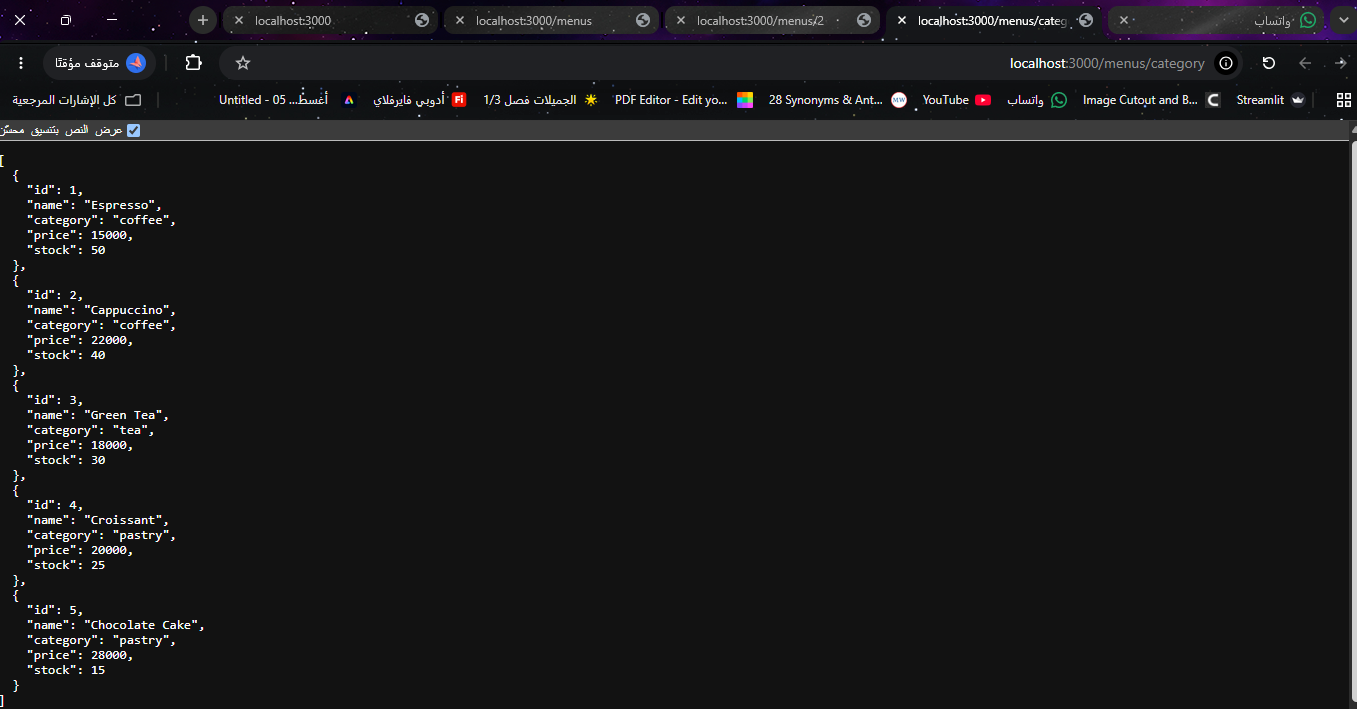 localhost:3000
localhost:3000/menus
localhost:3000/menus/2
localhost:3000/menus/categ
واتساب
متوقف مؤقتًا
localhost:3000/menus/category
كل الإشارات المرجعية
Untitled - 05 أغسط...
أدوبي فايرفلاي
الجميلات فصل 1/3
PDF Editor - Edit yo...
28 Synonyms & Ant...
YouTube
واتساب
Image Cutout and B...
Streamlit
عرض النص بتنسيق محسّن
[
{
"id": 1,
"name": "Espresso",
"category": "coffee",
"price": 15000,
"stock": 50
},
{
"id": 2,
"name": "Cappuccino",
"category": "coffee",
"price": 22000,
"stock": 40
},
{
"id": 3,
"name": "Green Tea",
"category": "tea",
"price": 18000,
"stock": 30
},
{
"id": 4,
"name": "Croissant",
"category": "pastry",
"price": 20000,
"stock": 25
},
{
"id": 5,
"name": "Chocolate Cake",
"category": "pastry",
"price": 28000,
"stock": 15
}
]